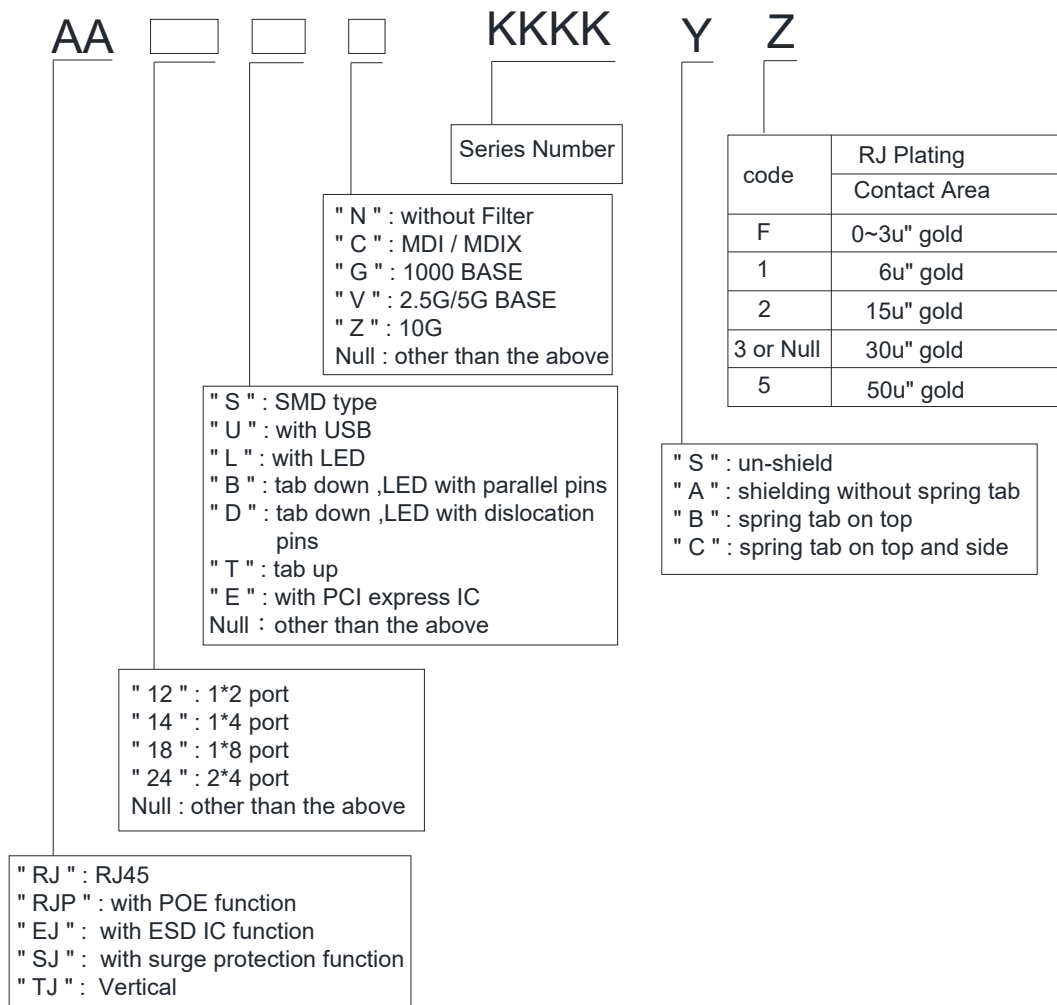 AA KKKK Y Z
Series Number
code RJ Plating
Contact Area
F 0~3u" gold
1 6u" gold
2 15u" gold
3 or Null 30u" gold
5 50u" gold
" N " : without Filter
" C " : MDI / MDIX
" G " : 1000 BASE
" V " : 2.5G/5G BASE
" Z " : 10G
Null : other than the above
" S " : SMD type
" U " : with USB
" L " : with LED
" B " : tab down ,LED with parallel pins
" D " : tab down ,LED with dislocation
pins
" T " : tab up
" E " : with PCI express IC
Null：other than the above
" S " : un-shield
" A " : shielding without spring tab
" B " : spring tab on top
" C " : spring tab on top and side
" 12 " : 1*2 port
" 14 " : 1*4 port
" 18 " : 1*8 port
" 24 " : 2*4 port
Null : other than the above
" RJ " : RJ45
" RJP " : with POE function
" EJ " : with ESD IC function
" SJ " : with surge protection function
" TJ " : Vertical